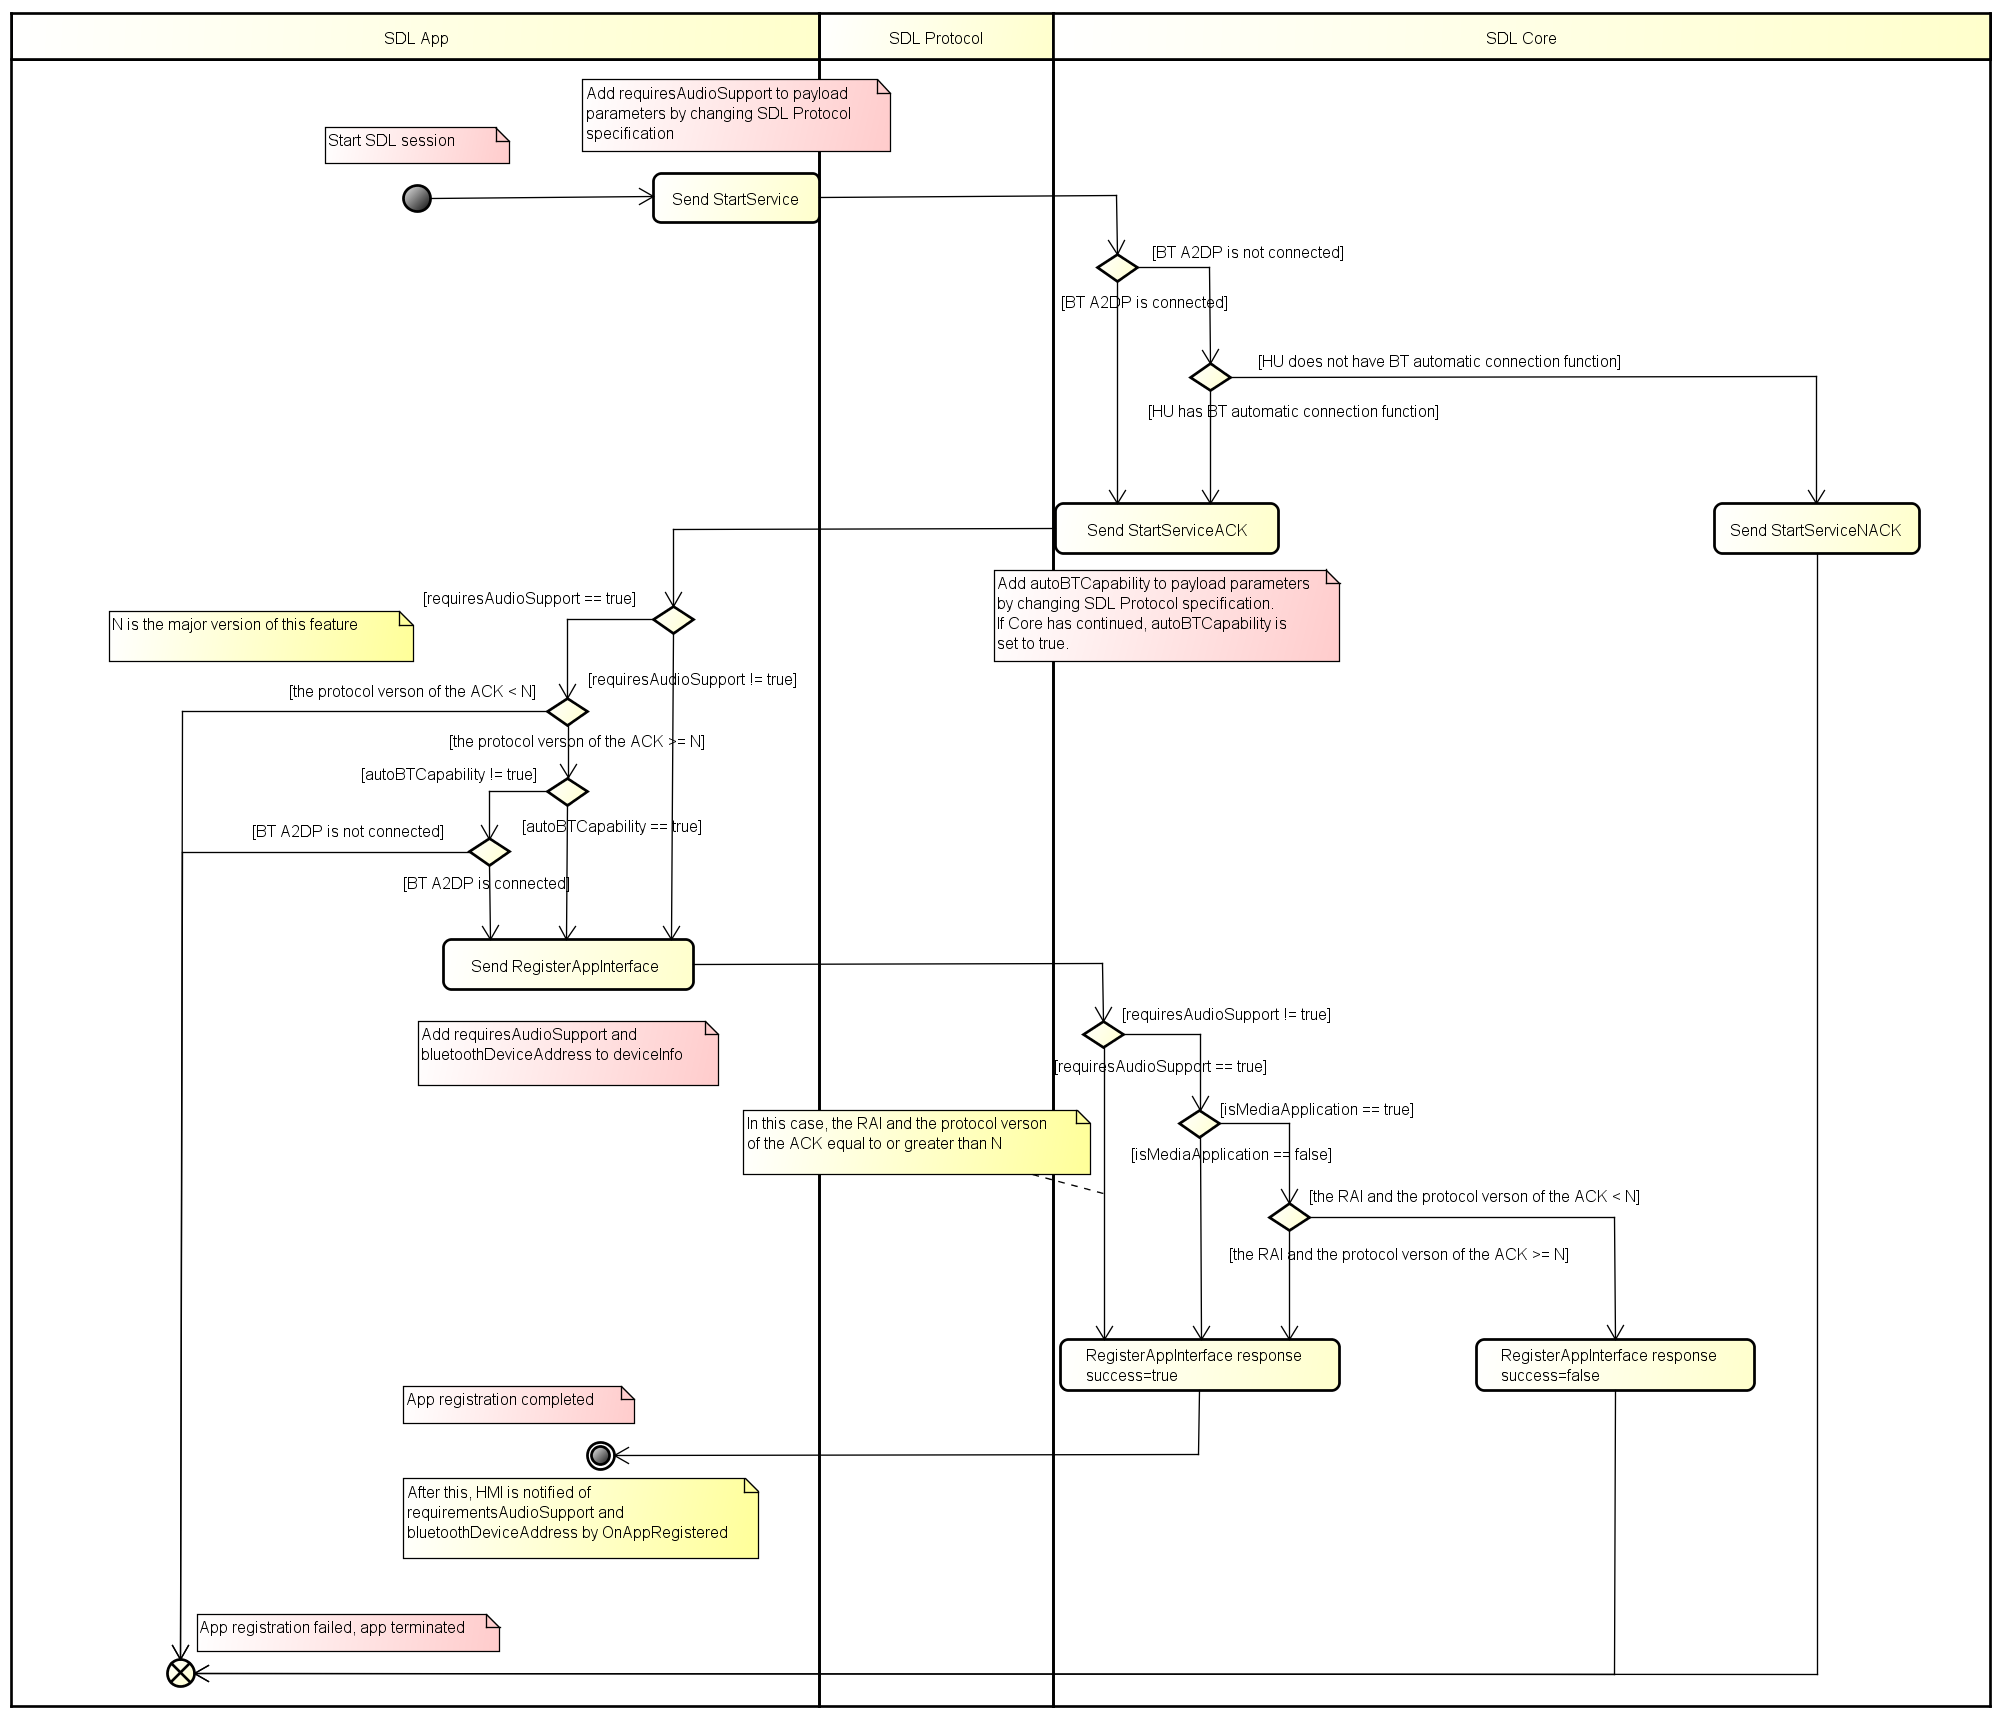 SDL App
SDL Protocol
SDL Core
Add requiresAudioSupport to payload
parameters by changing SDL Protocol
specification
Start SDL session
Send StartService
[BT A2DP is not connected]
[BT A2DP is connected]
[HU does not have BT automatic connection function]
[HU has BT automatic connection function]
Send StartServiceACK
Send StartServiceNACK
Add autoBTCapability to payload parameters
by changing SDL Protocol specification.
If Core has continued, autoBTCapability is
set to true.
[requiresAudioSupport == true]
N is the major version of this feature
[requiresAudioSupport != true]
[the protocol verson of the ACK < N]
[the protocol verson of the ACK >= N]
[autoBTCapability != true]
[autoBTCapability == true]
[BT A2DP is not connected]
[BT A2DP is connected]
Send RegisterAppInterface
Add requiresAudioSupport and
bluetoothDeviceAddress to deviceInfo
[requiresAudioSupport != true]
[requiresAudioSupport == true]
[isMediaApplication == true]
In this case, the RAI and the protocol verson
of the ACK equal to or greater than N
[isMediaApplication == false]
[the RAI and the protocol verson of the ACK < N]
[the RAI and the protocol verson of the ACK >= N]
RegisterAppInterface response
success=true
RegisterAppInterface response
success=false
App registration completed
After this, HMI is notified of
requirementsAudioSupport and
bluetoothDeviceAddress by OnAppRegistered
App registration failed, app terminated